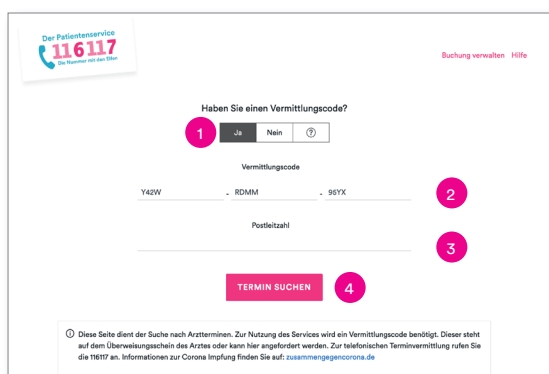 Der Patientenservice
116117
Die Nummer mit den Elfen
Buchung verwalten Hilfe
Haben Sie einen Vermittlungscode?
1 Ja Nein ?
Vermittlungscode
Y42W - RDMM - 95YX 2
Postleitzahl
3
TERMIN SUCHEN 4
Diese Seite dient der Suche nach Arztterminen. Zur Nutzung des Services wird ein Vermittlungscode benötigt. Dieser steht
auf dem Überweisungsschein des Arztes oder kann hier angefordert werden. Zur telefonischen Terminvermittlung rufen Sie
die 116117 an. Informationen zur Corona Impfung finden Sie auf: zusammengegencorona.de